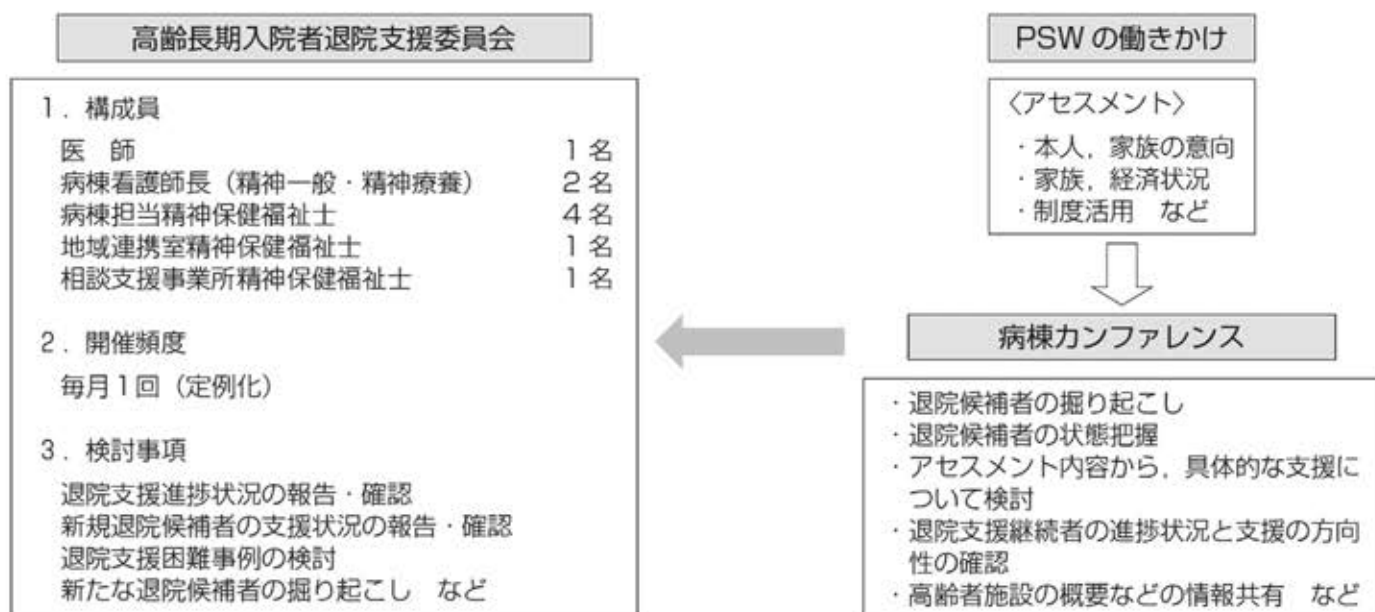 高齢長期入院者退院支援委員会
1．構成員
医　師　1名
病棟看護師長（精神一般・精神療養）　2名
病棟担当精神保健福祉士　4名
地域連携室精神保健福祉士　1名
相談支援事業所精神保健福祉士　1名
2．開催頻度
毎月1回（定例化）
3．検討事項
退院支援進捗状況の報告・確認
新規退院候補者の支援状況の報告・確認
退院支援困難事例の検討
新たな退院候補者の掘り起こし　など
PSWの働きかけ
〈アセスメント〉
・本人，家族の意向
・家族，経済状況
・制度活用　など
病棟カンファレンス
・退院候補者の掘り起こし
・退院候補者の状態把握
・アセスメント内容から，具体的な支援に
ついて検討
・退院支援継続者の進捗状況と支援の方向
性の確認
・高齢者施設の概要などの情報共有　など